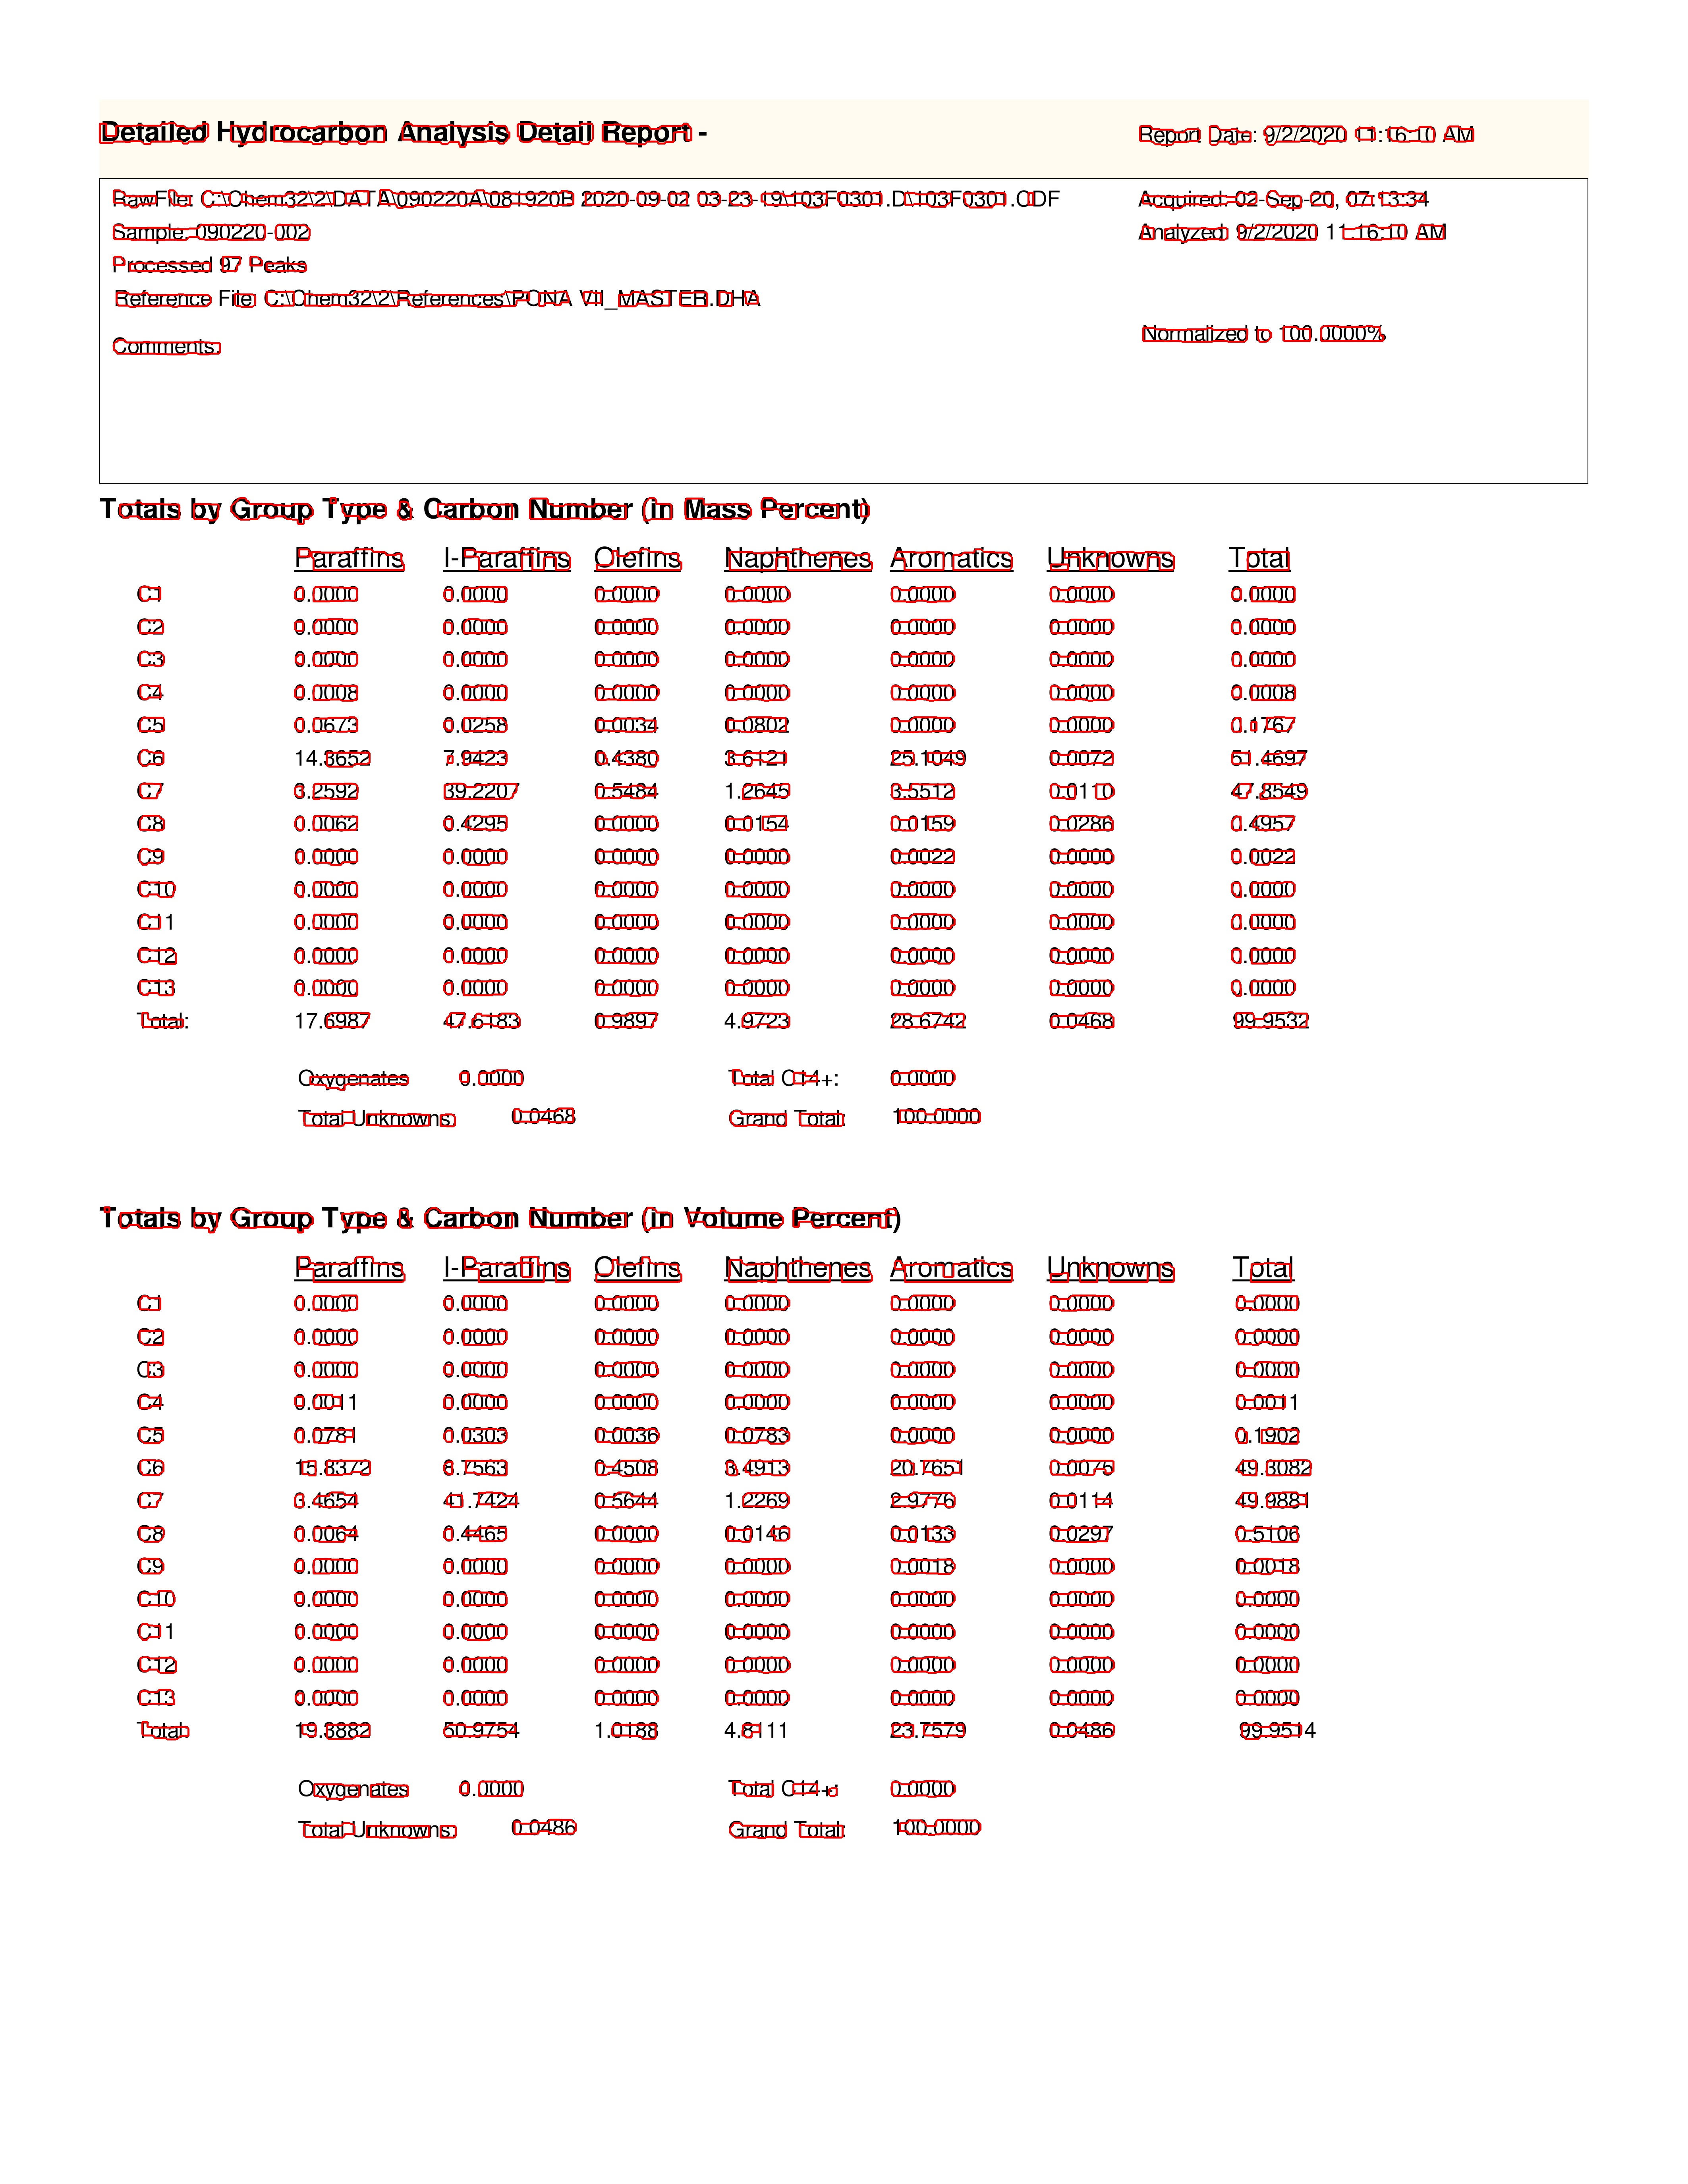 Detailed Hydrocarbon Analysis Detail Report -
Report Date: 9/2/2020 11:16:10 AM
RawFile: C:\Chem32\2\DATA\090220A\081920B 2020-09-02 03-23-19\103F0301.D\103F0301.CDF
Acquired: 02-Sep-20, 07:13:34
Sample: 090220-002
Analyzed: 9/2/2020 11:16:10 AM
Processed 97 Peaks
Reference File: C:\Chem32\2\References\PONA VII_MASTER.DHA
Normalized to 100.0000%
Comments:
Totals by Group Type & Carbon Number (in Mass Percent)
Paraffins I-Paraffins Olefins Naphthenes Aromatics Unknowns Total
C1 0.0000 0.0000 0.0000 0.0000 0.0000 0.0000 0.0000
C2 0.0000 0.0000 0.0000 0.0000 0.0000 0.0000 0.0000
C3 0.0000 0.0000 0.0000 0.0000 0.0000 0.0000 0.0000
C4 0.0008 0.0000 0.0000 0.0000 0.0000 0.0000 0.0008
C5 0.0673 0.0258 0.0034 0.0802 0.0000 0.0000 0.1767
C6 14.3652 7.9423 0.4380 3.6121 25.1049 0.0072 51.4697
C7 3.2592 39.2207 0.5484 1.2645 3.5512 0.0110 47.8549
C8 0.0062 0.4295 0.0000 0.0154 0.0159 0.0286 0.4957
C9 0.0000 0.0000 0.0000 0.0000 0.0022 0.0000 0.0022
C10 0.0000 0.0000 0.0000 0.0000 0.0000 0.0000 0.0000
C11 0.0000 0.0000 0.0000 0.0000 0.0000 0.0000 0.0000
C12 0.0000 0.0000 0.0000 0.0000 0.0000 0.0000 0.0000
C13 0.0000 0.0000 0.0000 0.0000 0.0000 0.0000 0.0000
Total: 17.6987 47.6183 0.9897 4.9723 28.6742 0.0468 99.9532
Oxygenates 0.0000 Total C14+: 0.0000
Total Unknowns: 0.0468 Grand Total: 100.0000
Totals by Group Type & Carbon Number (in Volume Percent)
Paraffins I-Paraffins Olefins Naphthenes Aromatics Unknowns Total
C1 0.0000 0.0000 0.0000 0.0000 0.0000 0.0000 0.0000
C2 0.0000 0.0000 0.0000 0.0000 0.0000 0.0000 0.0000
C3 0.0000 0.0000 0.0000 0.0000 0.0000 0.0000 0.0000
C4 0.0011 0.0000 0.0000 0.0000 0.0000 0.0000 0.0011
C5 0.0781 0.0303 0.0036 0.0783 0.0000 0.0000 0.1902
C6 15.8372 8.7563 0.4508 3.4913 20.7651 0.0075 49.3082
C7 3.4654 41.7424 0.5644 1.2269 2.9776 0.0114 49.9881
C8 0.0064 0.4465 0.0000 0.0146 0.0133 0.0297 0.5106
C9 0.0000 0.0000 0.0000 0.0000 0.0018 0.0000 0.0018
C10 0.0000 0.0000 0.0000 0.0000 0.0000 0.0000 0.0000
C11 0.0000 0.0000 0.0000 0.0000 0.0000 0.0000 0.0000
C12 0.0000 0.0000 0.0000 0.0000 0.0000 0.0000 0.0000
C13 0.0000 0.0000 0.0000 0.0000 0.0000 0.0000 0.0000
Total: 19.3882 50.9754 1.0188 4.8111 23.7579 0.0486 99.9514
Oxygenates 0.0000 Total C14+: 0.0000
Total Unknowns: 0.0486 Grand Total: 100.0000